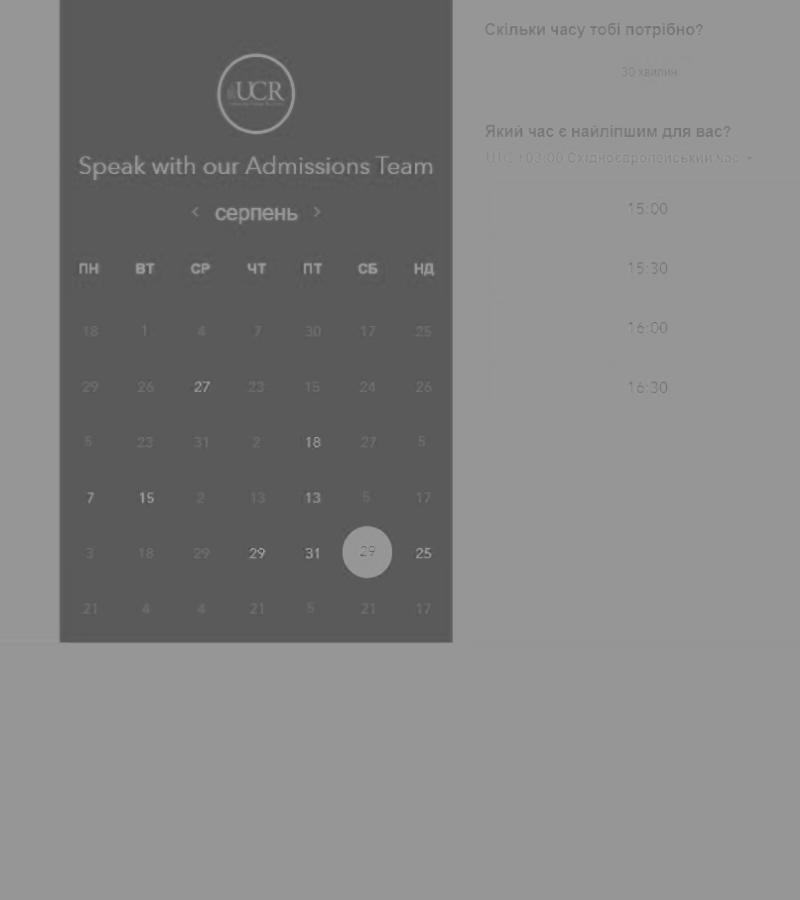 UCR
Speak with our Admissions Team
серпень
ПН ВТ СР ЧТ ПТ СБ НД
18 1 4 7 30 17 25
29 26 27 23 15 24 26
5 23 31 2 18 27 5
7 15 2 13 13 5 17
3 18 29 29 31 29 25
21 4 4 21 5 21 17
Скільки часу тобі потрібно?
30 хвилин
Який час є найліпшим для вас?
UTC +03:00 Східноєвропейський час
15:00
15:30
16:00
16:30